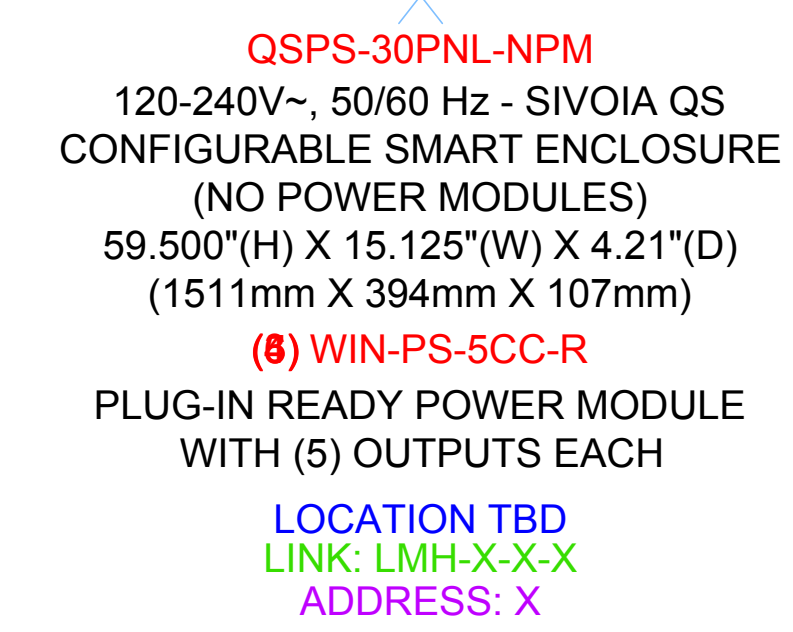 QSPS-30PNL-NPM
120-240V~, 50/60 Hz - SIVOIA QS
CONFIGURABLE SMART ENCLOSURE
(NO POWER MODULES)
59.500"(H) X 15.125"(W) X 4.21"(D)
(1511mm X 394mm X 107mm)
WIN-PS-5CC-R
PLUG-IN READY POWER MODULE
WITH (5) OUTPUTS EACH
LOCATION TBD
LINK: LMH-X-X-X
ADDRESS: X